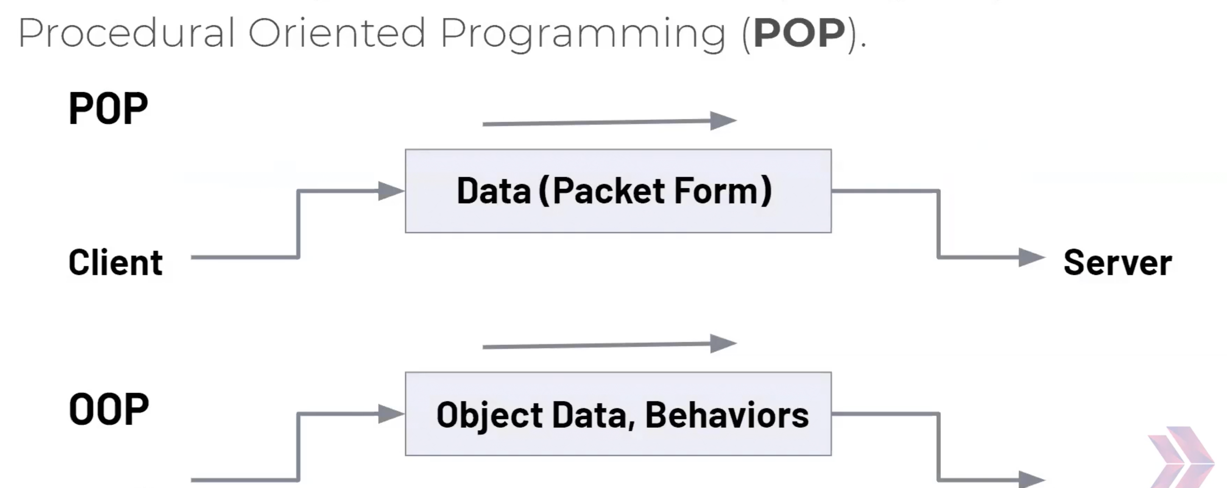 Procedural Oriented Programming (POP).
POP
Data (Packet Form)
Client
Server
OOP
Object Data, Behaviors